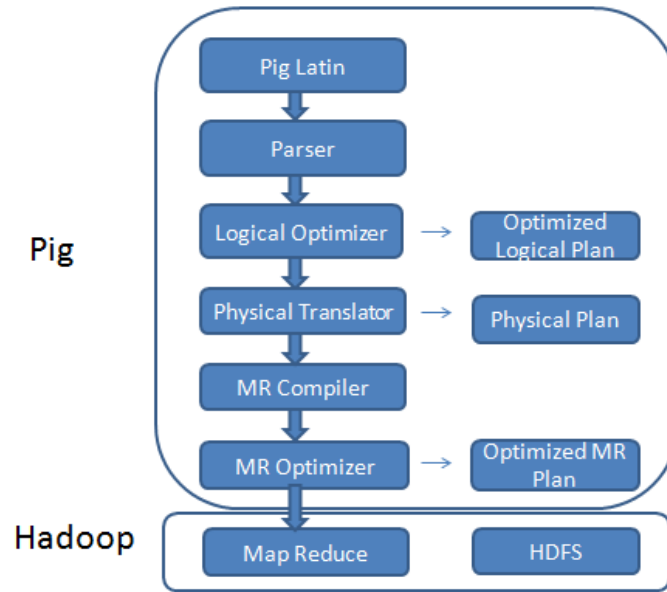 Pig Latin
Parser
Logical Optimizer
Optimized
Logical Plan
Pig
Physical Translator
Physical Plan
MR Compiler
MR Optimizer
Optimized MR
Plan
Hadoop
Map Reduce
HDFS